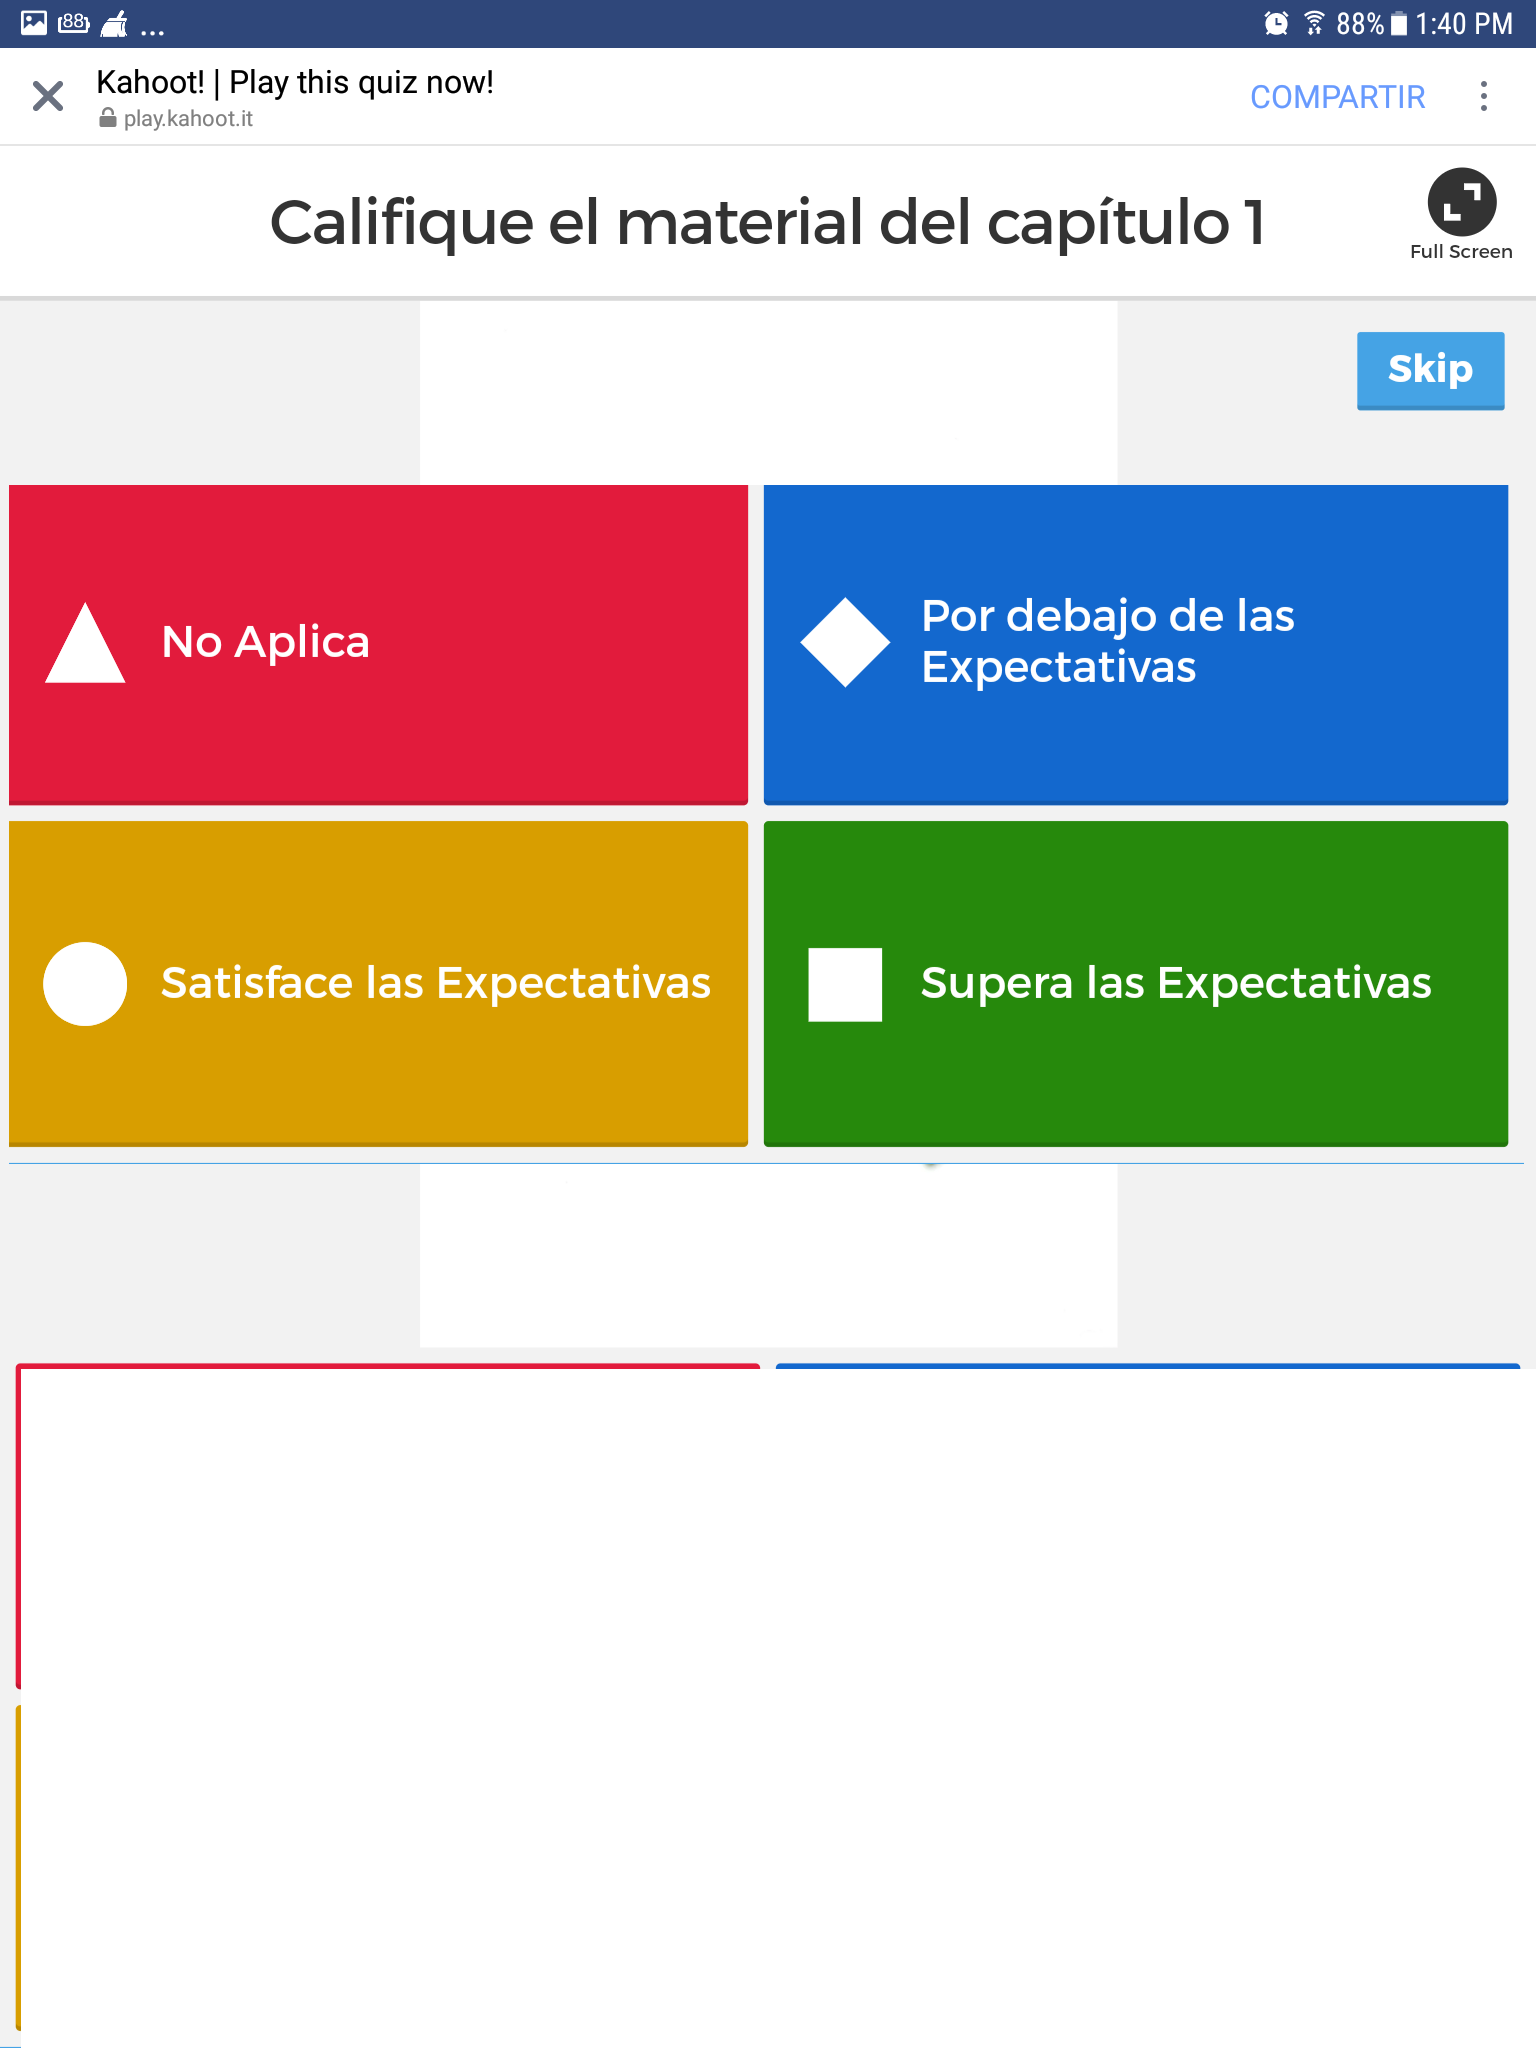 88
...
88%
1:40 PM
Kahoot! | Play this quiz now!
play.kahoot.it
COMPARTIR
Califique el material del capítulo 1
Full Screen
Skip
No Aplica
Por debajo de las
Expectativas
Satisface las Expectativas
Supera las Expectativas